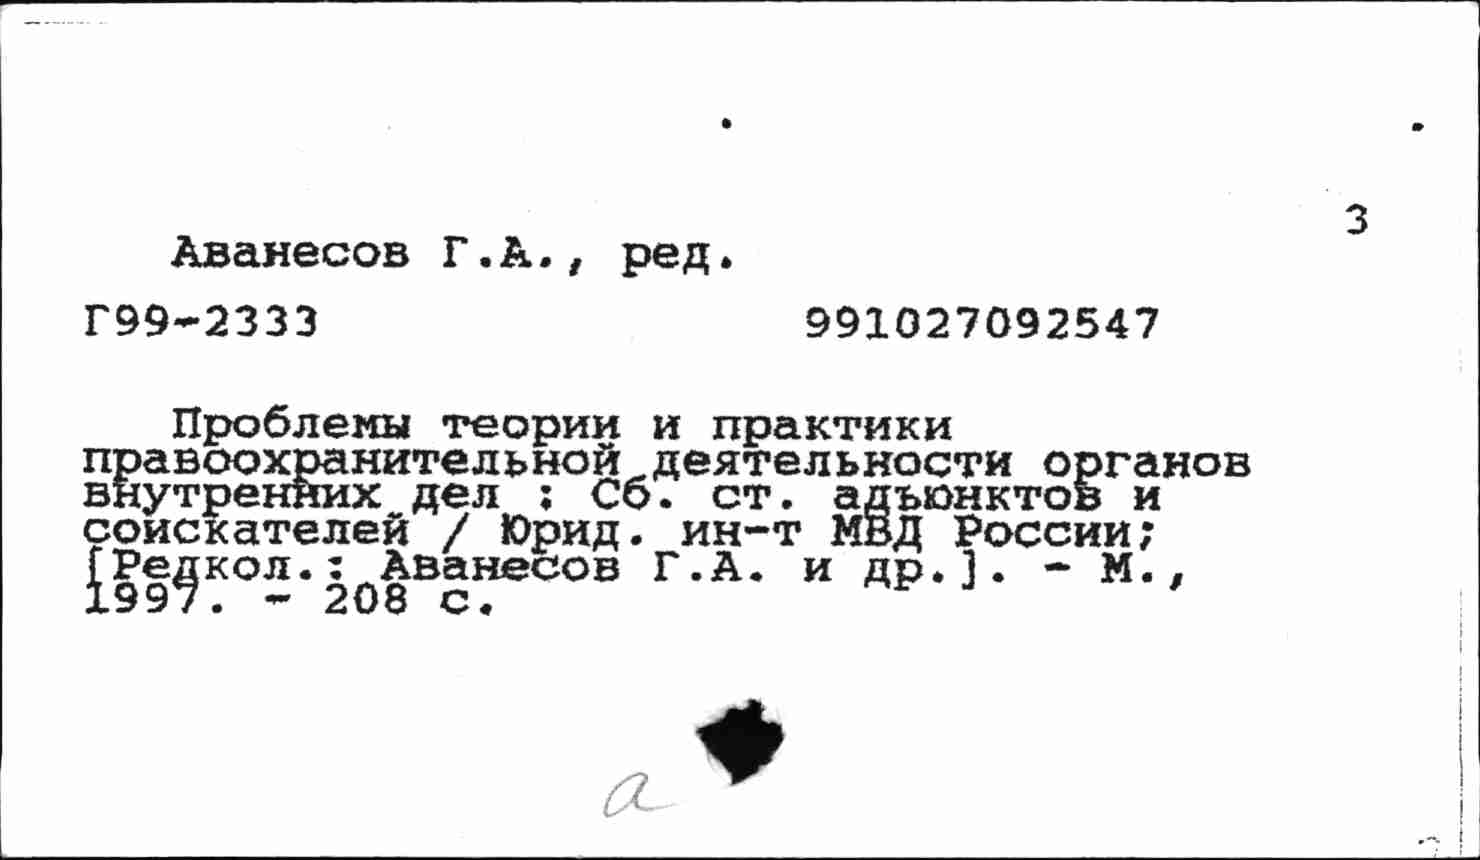 3
Аванесов Г.А., ред.
Г99-2333 991027092547
Проблемы теории и практики
правоохранительной деятельности органов
внутренних дел : Сб. ст. адъюнктов и
соискателей / Юрид. ин-т МВД России;
[Редкол.: Аванесов Г.А. и др.]. - М.,
1997. - 208 с.
а